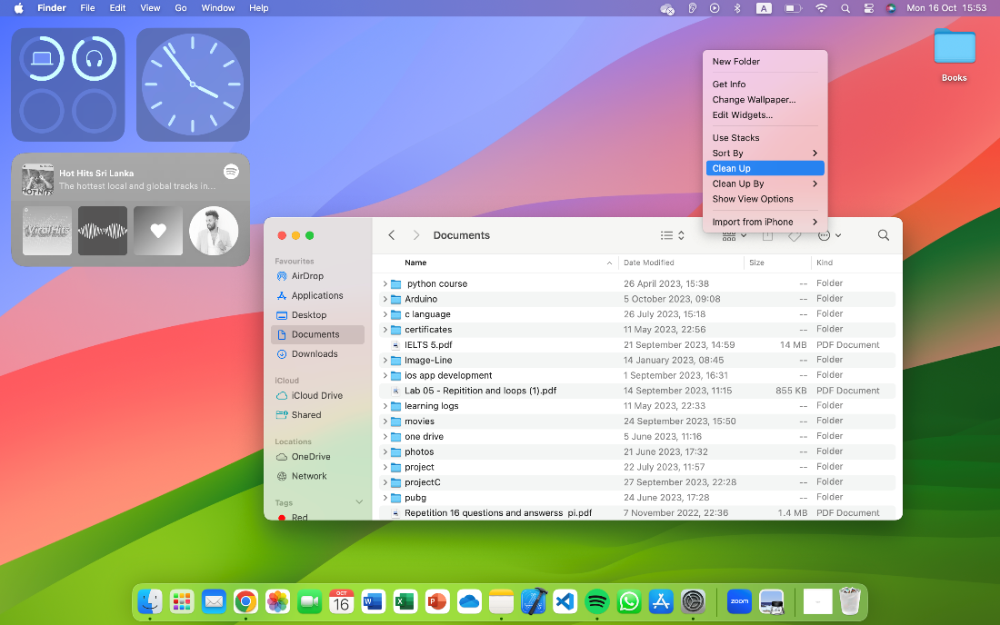 Finder File Edit View Go Window Help A Mon 16 Oct 15:53
Books
Hot Hits Sri Lanka
The hottest local and global tracks in...
HOT HITS
ViralHits
New Folder
Get Info
Change Wallpaper...
Edit Widgets...
Use Stacks
Sort By
Clean Up
Clean Up By
Show View Options
Import from iPhone
Favourites
AirDrop
Applications
Desktop
Documents
Downloads
iCloud
iCloud Drive
Shared
Locations
OneDrive
Network
Tags
Red
Documents
Name Date Modified Size Kind
python course 26 April 2023, 15:38 -- Folder
Arduino 5 October 2023, 09:08 -- Folder
c language 26 July 2023, 15:18 -- Folder
certificates 11 May 2023, 22:56 -- Folder
IELTS 5.pdf 21 September 2023, 14:59 14 MB PDF Document
Image-Line 14 January 2023, 08:45 -- Folder
ios app development 1 September 2023, 16:31 -- Folder
Lab 05 - Repitition and loops (1).pdf 14 September 2023, 11:15 855 KB PDF Document
learning logs 11 May 2023, 22:33 -- Folder
movies 24 September 2023, 15:50 -- Folder
one drive 5 June 2023, 11:16 -- Folder
photos 21 June 2023, 17:32 -- Folder
project 22 July 2023, 11:57 -- Folder
projectC 27 September 2023, 22:28 -- Folder
pubg 24 June 2023, 17:28 -- Folder
Repetition 16 questions and answerss pi.pdf 7 November 2022, 22:36 1.4 MB PDF Document
OCT
16
W
X
P
zoom